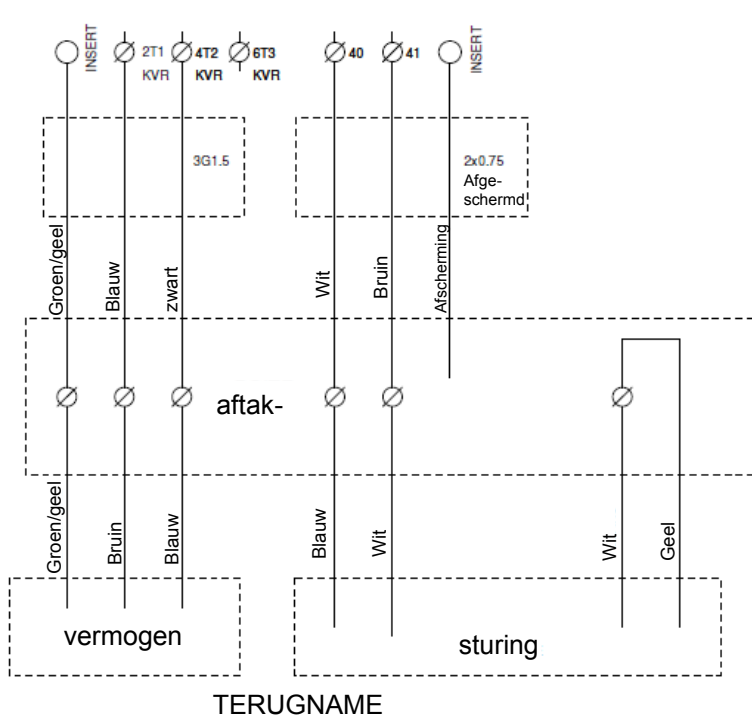 INSERT
2T1
KVR
4T2
KVR
6T3
KVR
40
41
INSERT
3G1.5
2x0.75
Afge-
schermd
Groen/geel
Blauw
zwart
Wit
Bruin
Afscherming
aftak-
Groen/geel
Bruin
Blauw
Blauw
Wit
Wit
Geel
vermogen
sturing
TERUGNAME